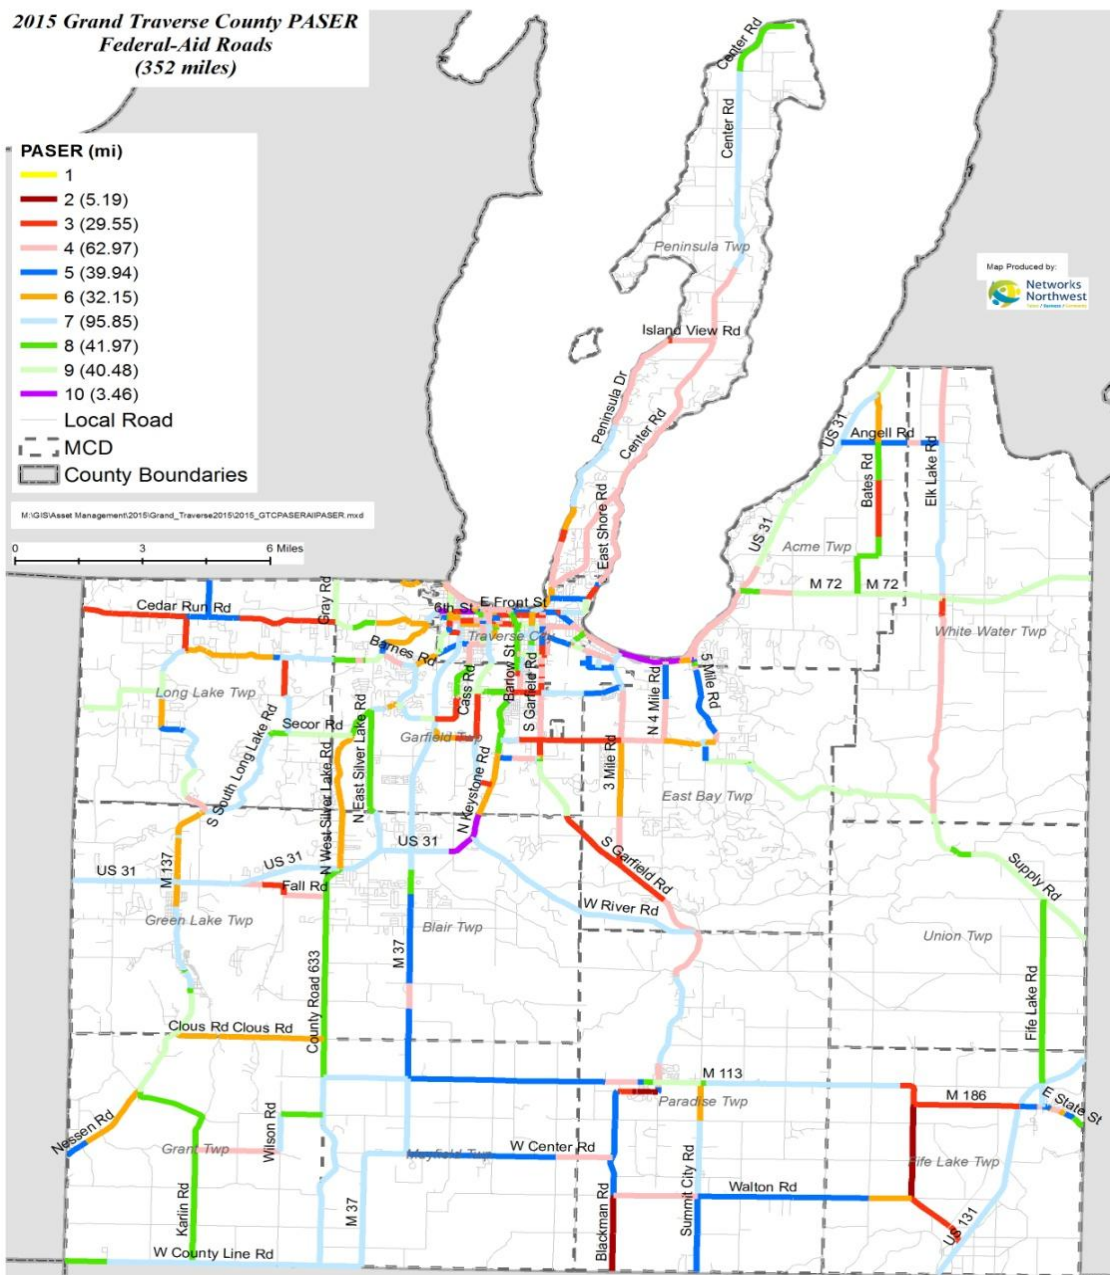 2015 Grand Traverse County PASER
Federal-Aid Roads
(352 miles)
PASER (mi)
1
2 (5.19)
3 (29.55)
4 (62.97)
5 (39.94)
6 (32.15)
7 (95.85)
8 (41.97)
9 (40.48)
10 (3.46)
Local Road
MCD
County Boundaries
M:\GIS\Asset Management\2015\Grand_Traverse2015\2015_GTCPASERAllPASER.mxd
0 3 6 Miles
Map Produced by:
Networks
Northwest
Center Rd
Center Rd
Peninsula Twp
Island View Rd
Peninsula Dr
Center Rd
East Shore Rd
US 31
Angell Rd
Bates Rd
Elk Lake Rd
US 31
Acme Twp
M 72
M 72
White Water Twp
Cedar Run Rd
Gray Rd
6th St
E Front St
Traverse City
Barnes Rd
Barlow St
S Garfield Rd
Cass Rd
N 4 Mile Rd
5 Mile Rd
Long Lake Twp
Secor Rd
S South Long Lake Rd
N West Silver Lake Rd
N East Silver Lake Rd
Garfield Twp
N Keystone Rd
3 Mile Rd
East Bay Twp
US 31
M 137
US 31
US 31
Fall Rd
S Garfield Rd
W River Rd
Supply Rd
Green Lake Twp
Blair Twp
Union Twp
M 37
County Road 633
Fife Lake Rd
Clous Rd Clous Rd
M 113
Paradise Twp
M 186
E State St
Nessen Rd
Grant Twp
Wilson Rd
Mayfield Twp
W Center Rd
Fife Lake Twp
Karlin Rd
M 37
Blackman Rd
Summit City Rd
Walton Rd
US 131
W County Line Rd